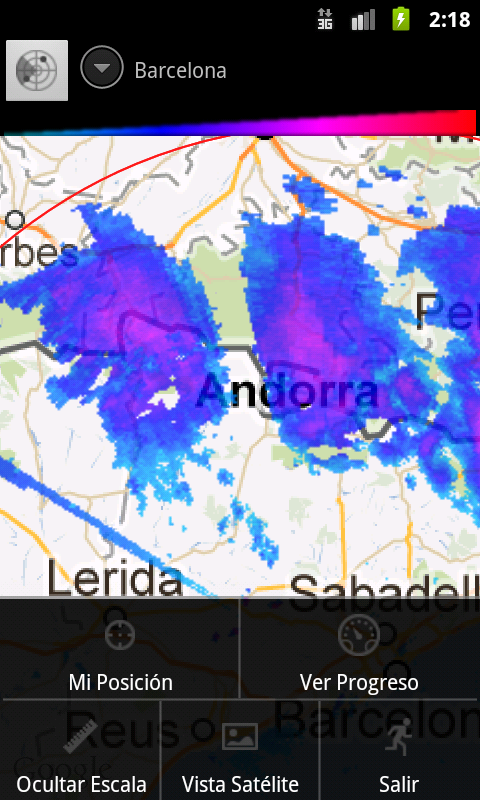 3G 2:18
Barcelona
rbes
Pe
Andorra
Lerida
Sabadell
Mi Posición
Ver Progreso
Reus
Barcelon
Google
Ocultar Escala
Vista Satélite
Salir